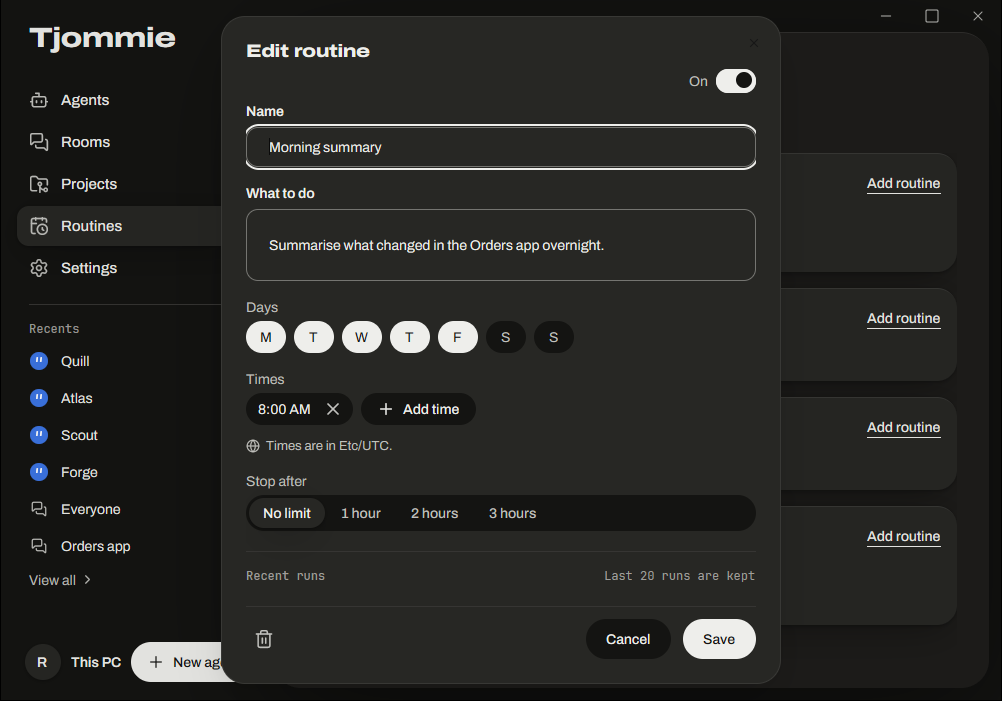 Tjommie
Agents
Rooms
Projects
Routines
Settings
Recents
Quill
Atlas
Scout
Forge
Everyone
Orders app
View all
R This PC
New age
Edit routine
On
Name
Morning summary
What to do
Summarise what changed in the Orders app overnight.
Days
M T W T F S S
Times
8:00 AM Add time
Times are in Etc/UTC.
Stop after
No limit 1 hour 2 hours 3 hours
Recent runs Last 20 runs are kept
Cancel Save
Add routine
Add routine
Add routine
Add routine